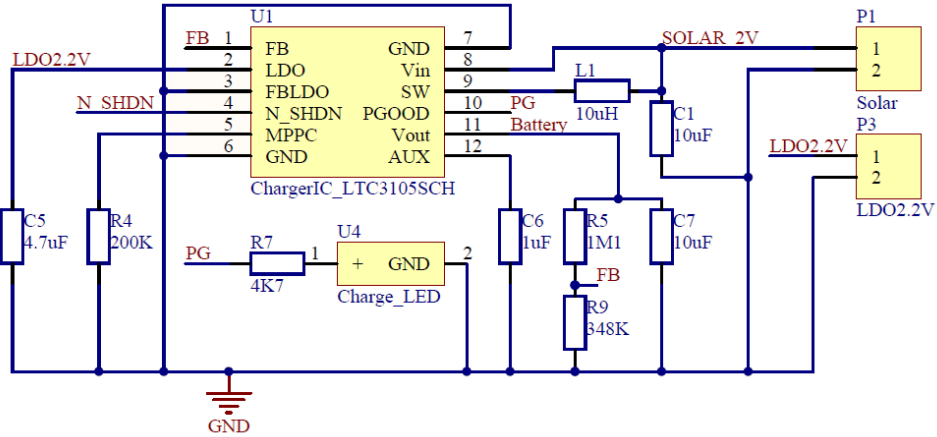 U1
P1
FB 1 FB GND 7 SOLAR_2V 1
LDO2.2V 2 LDO Vin 8 2
3 FBLDO SW 9 L1 Solar
N_SHDN 4 N_SHDN PGOOD 10 PG 10uH C1
5 MPPC Vout 11 Battery 10uF P3
6 GND AUX 12 LDO2.2V 1
ChargerIC_LTC3105SCH 2
LDO2.2V
C5 R4 C6 R5 C7
4.7uF 200K 1uF 1M1 10uF
U4
R7
PG 1 + GND 2 FB
4K7
Charge_LED R9
348K
GND